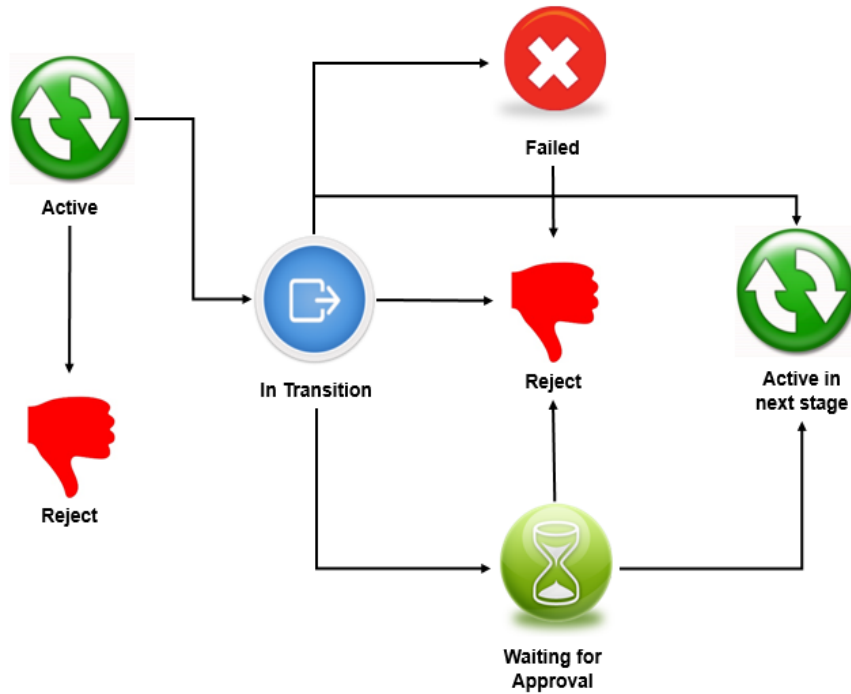 Failed
Active
In Transition
Reject
Active in
next stage
Reject
Waiting for
Approval